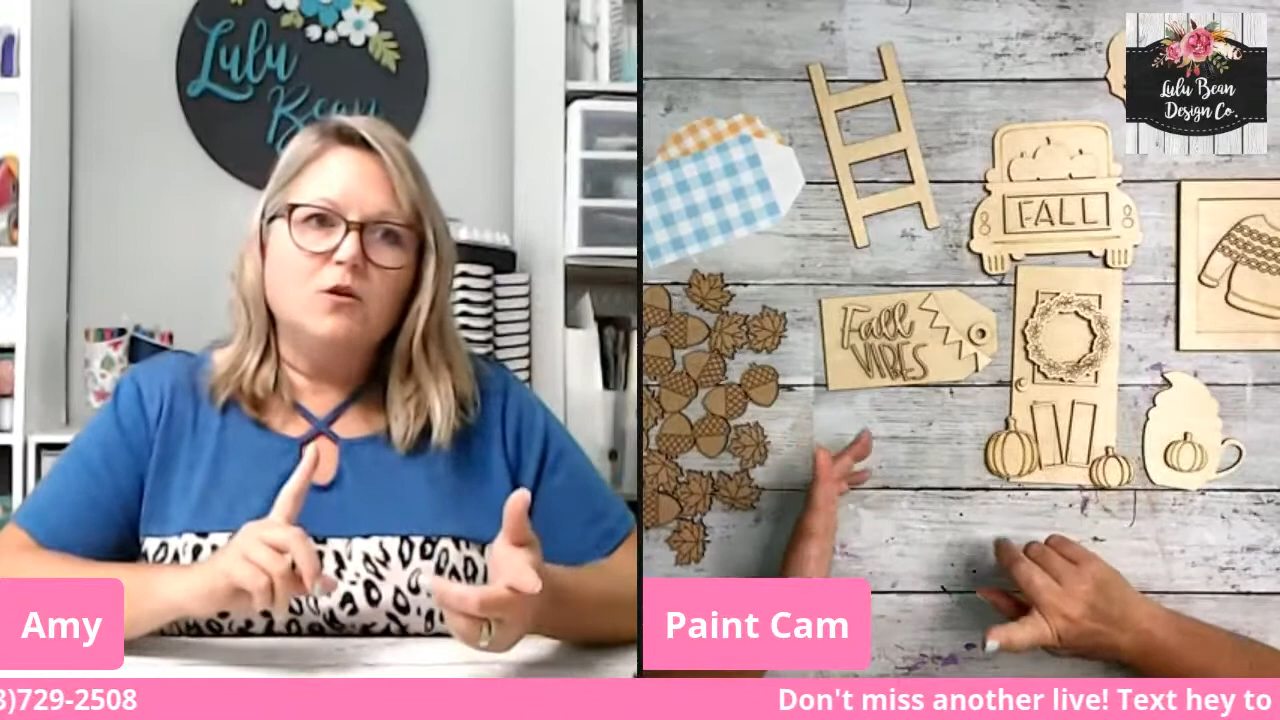 Lulu
Bean
Lulu Bean
Design Co.
FALL
Fall
VIBES
Amy
Paint Cam
3)729-2508
Don't miss another live! Text hey to